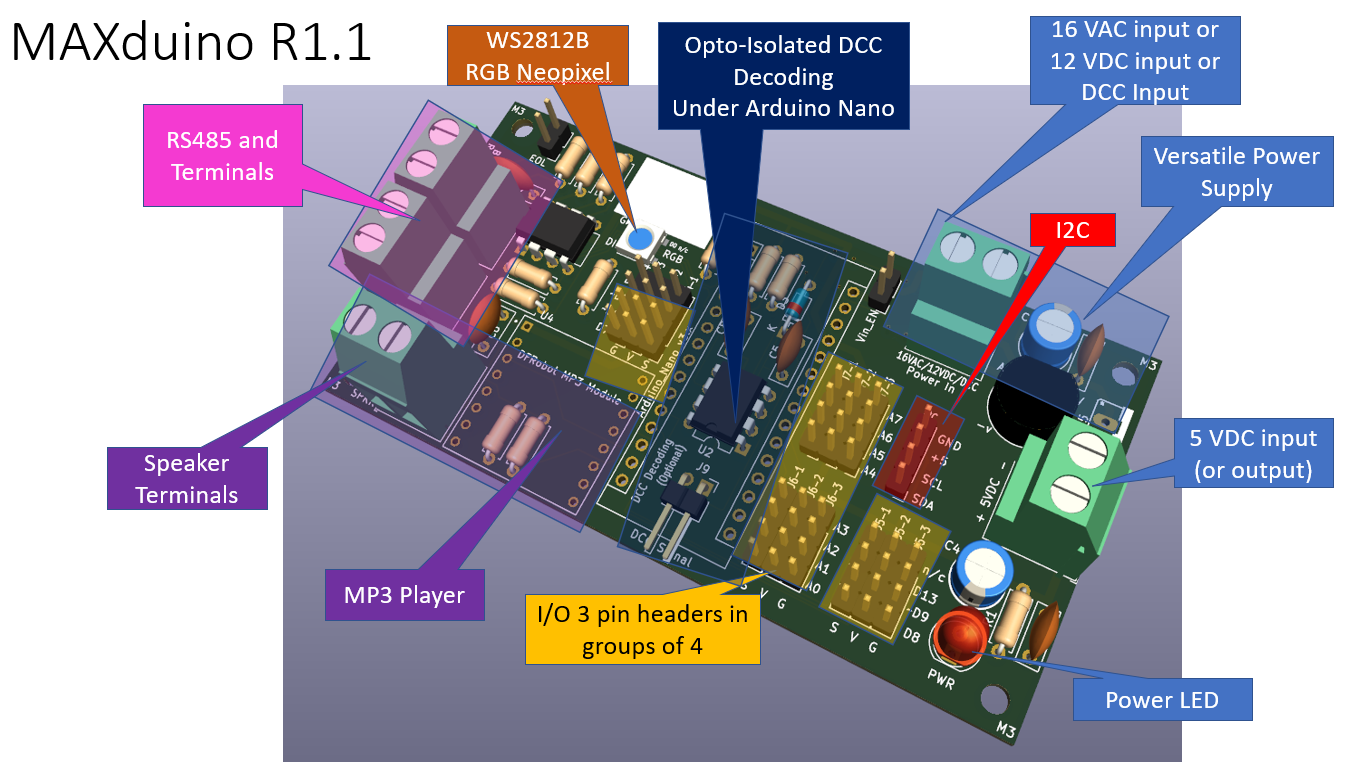 MAXduino R1.1
WS2812B
RGB Neopixel
Opto-Isolated DCC
Decoding
Under Arduino Nano
16 VAC input or
12 VDC input or
DCC Input
RS485 and
Terminals
Versatile Power
Supply
I2C
5 VDC input
(or output)
Speaker
Terminals
MP3 Player
I/O 3 pin headers in
groups of 4
Power LED
M3
EOL
RGB
U4
DFRobot MP3 Module
Vin_EN
16VAC/12VDC/DCC
Power In
M3
A7
A6
A5
A4
GND
+5
SCL
SDA
- 5VDC +
U2
J9
DCC Decoding
(Optional)
J6-1
J6-2
J6-3
J5-1
J5-2
J5-3
A3
A2
A1
A0
C4
n/c
D13
D9
D8
V G
S V G
PWR
M3